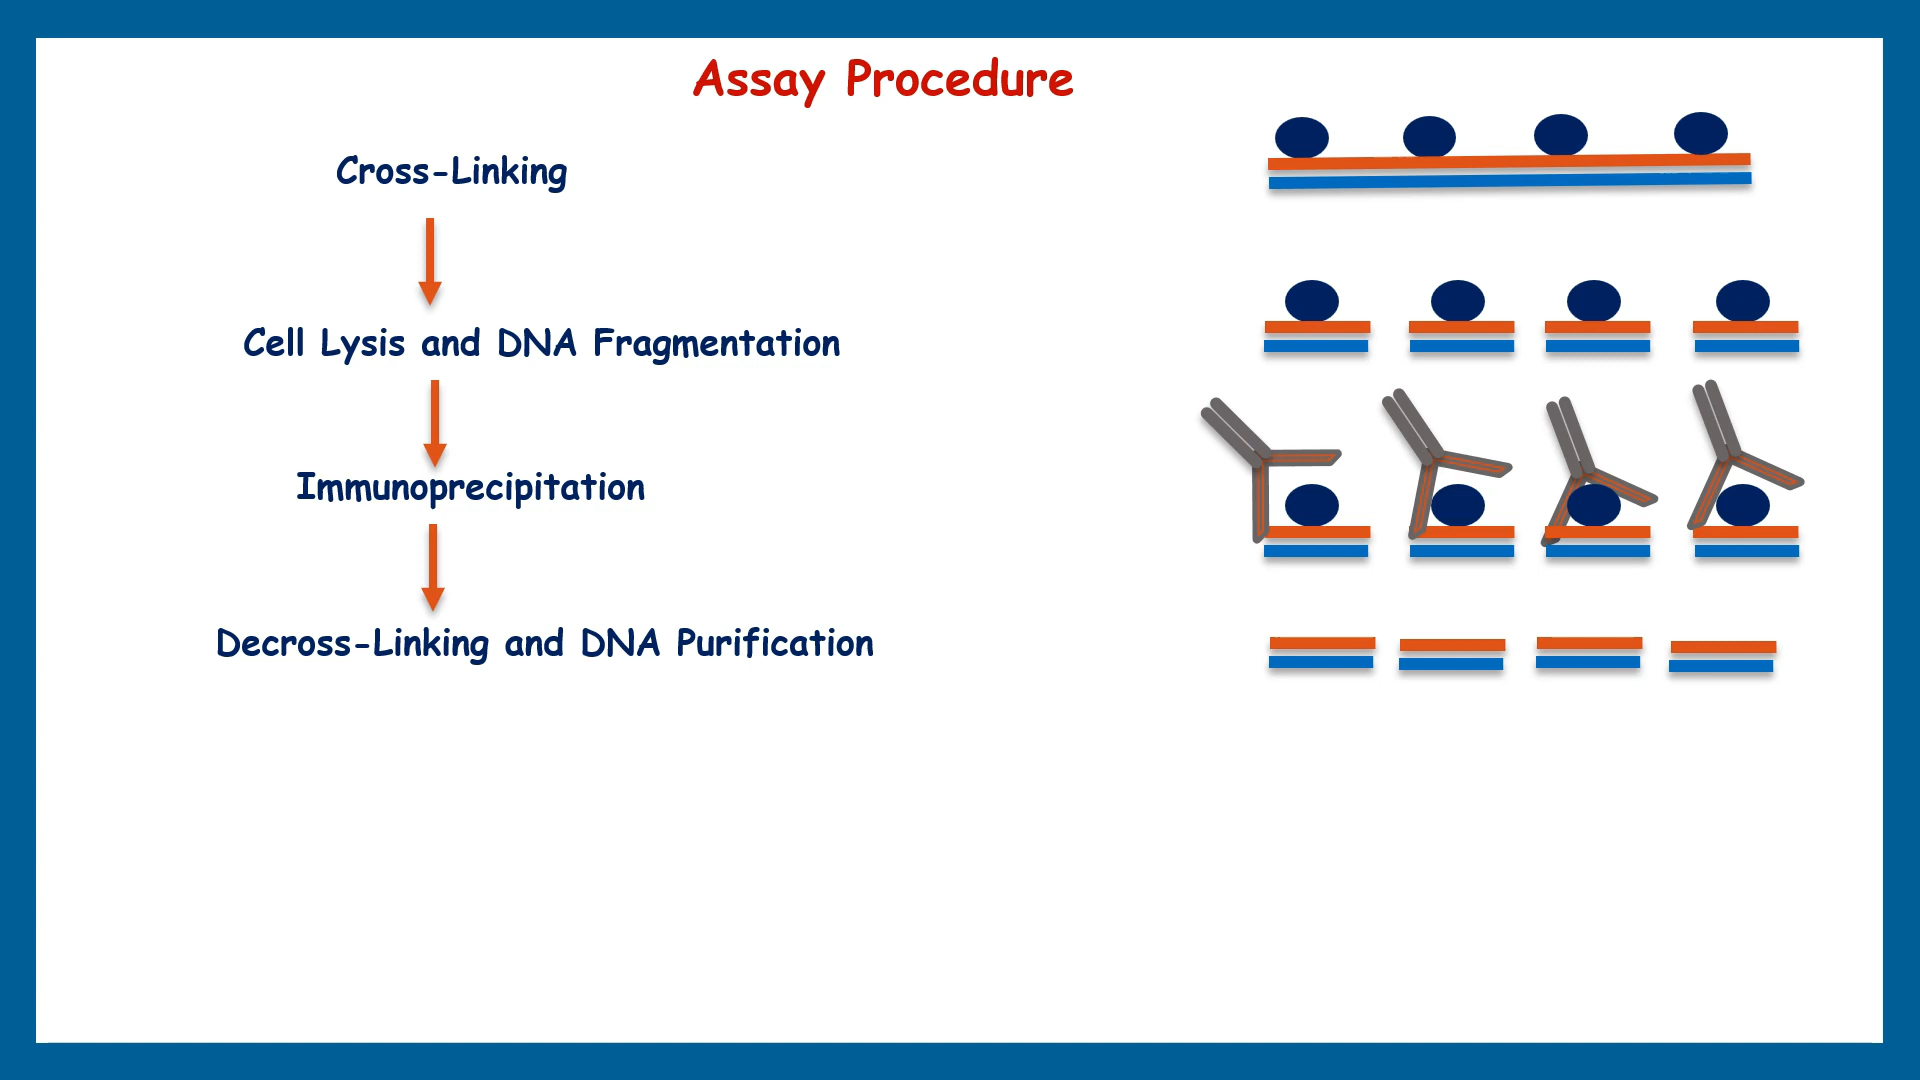 Assay Procedure
Cross-Linking
Cell Lysis and DNA Fragmentation
Immunoprecipitation
Decross-Linking and DNA Purification